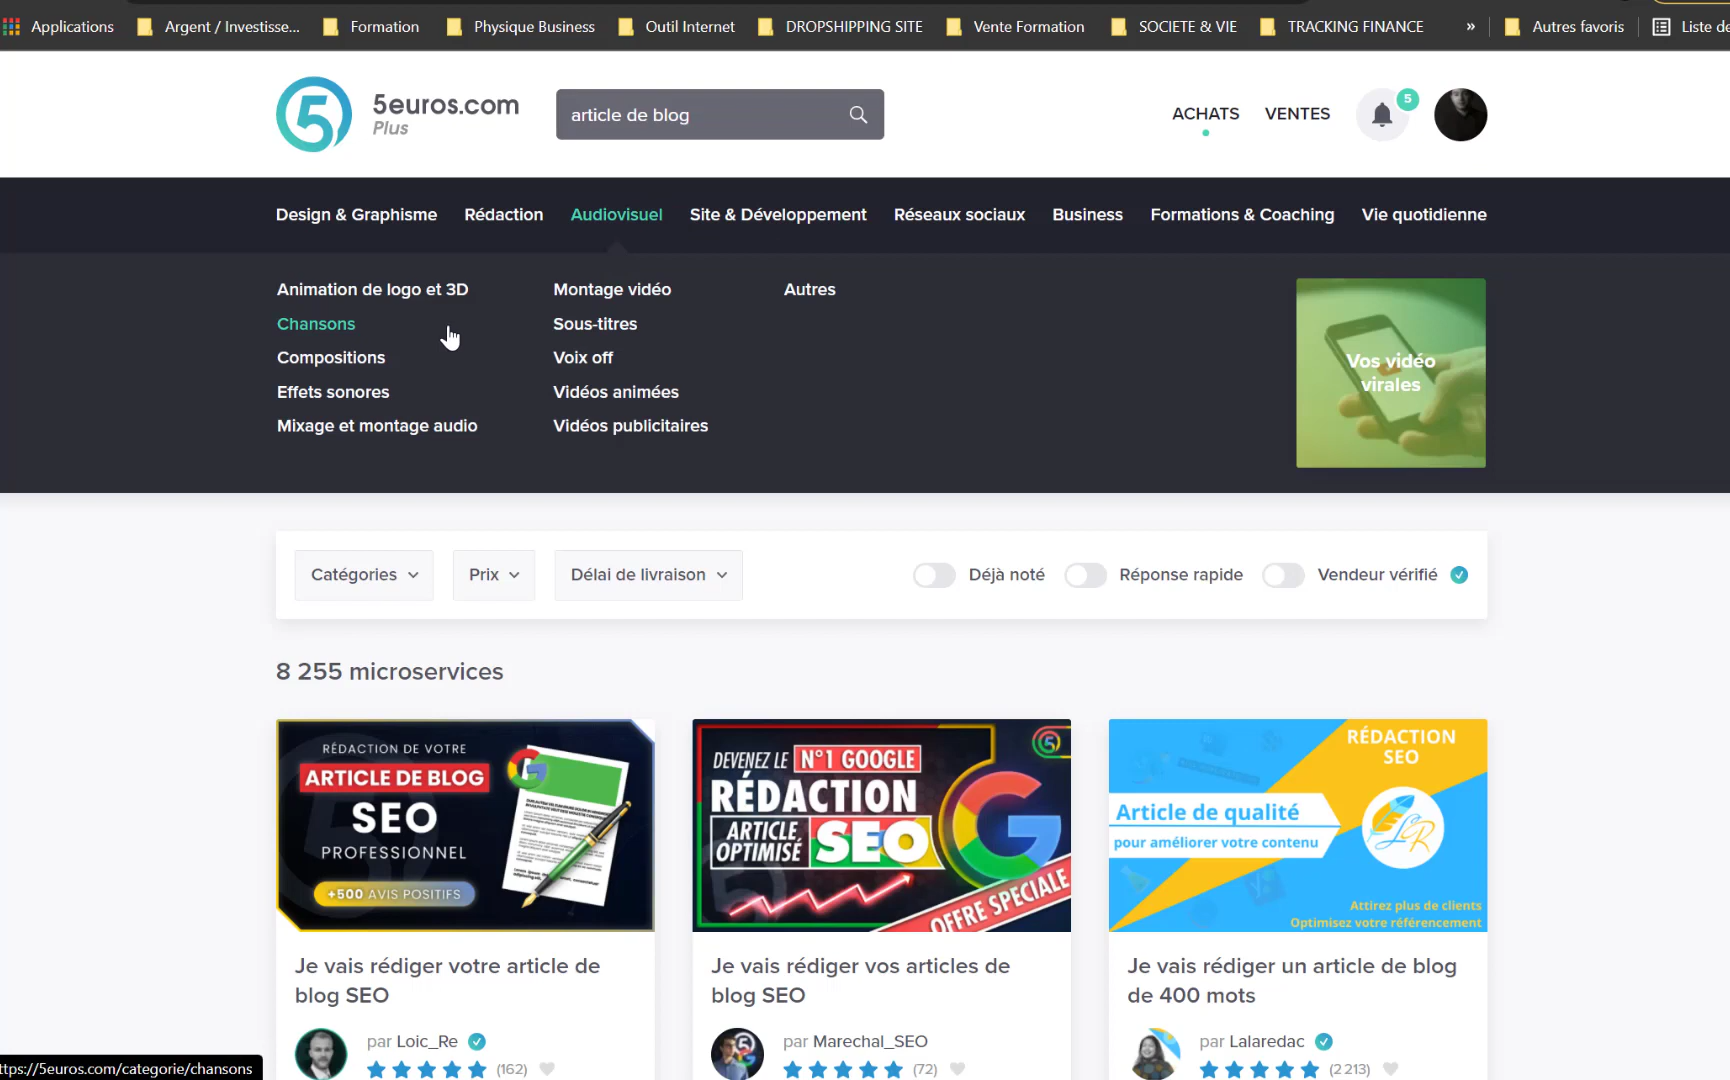 Applications
Argent / Investisse...
Formation
Physique Business
Outil Internet
DROPSHIPPING SITE
Vente Formation
SOCIETE & VIE
TRACKING FINANCE
»
Autres favoris
Liste de
5euros.com
Plus
article de blog
ACHATS
VENTES
5
Design & Graphisme
Rédaction
Audiovisuel
Site & Développement
Réseaux sociaux
Business
Formations & Coaching
Vie quotidienne
Animation de logo et 3D
Chansons
Compositions
Effets sonores
Mixage et montage audio
Montage vidéo
Sous-titres
Voix off
Vidéos animées
Vidéos publicitaires
Autres
Vos vidéo
virales
Catégories
Prix
Délai de livraison
Déjà noté
Réponse rapide
Vendeur vérifié
8 255 microservices
RÉDACTION DE VOTRE
ARTICLE DE BLOG
SEO
PROFESSIONNEL
+500 AVIS POSITIFS
Je vais rédiger votre article de
blog SEO
par Loic_Re
(162)
DEVENEZ LE N°1 GOOGLE
RÉDACTION
ARTICLE
OPTIMISÉ
SEO
OFFRE SPECIALE
Je vais rédiger vos articles de
blog SEO
par Marechal_SEO
(72)
RÉDACTION
SEO
Article de qualité
pour améliorer votre contenu
LR
Attirez plus de clients
Optimisez votre référencement
Je vais rédiger un article de blog
de 400 mots
par Lalaredac
(2 213)
ttps://5euros.com/categorie/chansons